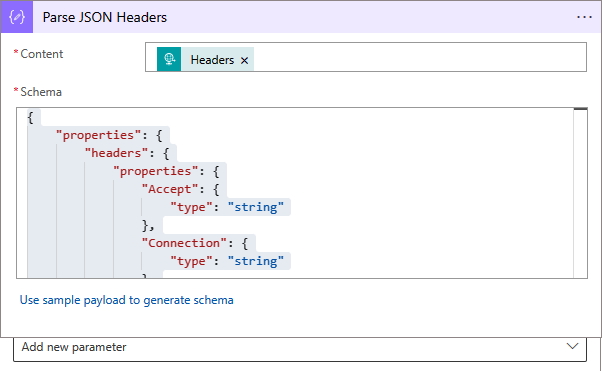 Parse JSON Headers
* Content
Headers
* Schema
{
"properties": {
"headers": {
"properties": {
"Accept": {
"type": "string"
},
"Connection": {
"type": "string"
Use sample payload to generate schema
Add new parameter